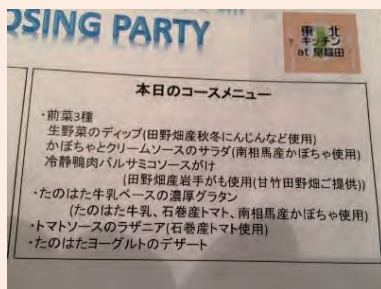 OSING PARTY
東北
キッチン
at 早稲田
本日のコースメニュー
・前菜3種
生野菜のディップ(田野畑産秋冬にんじんなど使用)
かぼちゃとクリームソースのサラダ(南相馬産かぼちゃ使用)
冷静鴨肉バルサミコソースがけ
(田野畑産岩手がも使用(甘竹田野畑ご提供))
・たのはた牛乳ベースの濃厚グラタン
(たのはた牛乳、石巻産トマト、南相馬産かぼちゃ使用)
・トマトソースのラザニア(石巻産トマト使用)
・たのはたヨーグルトのデザート